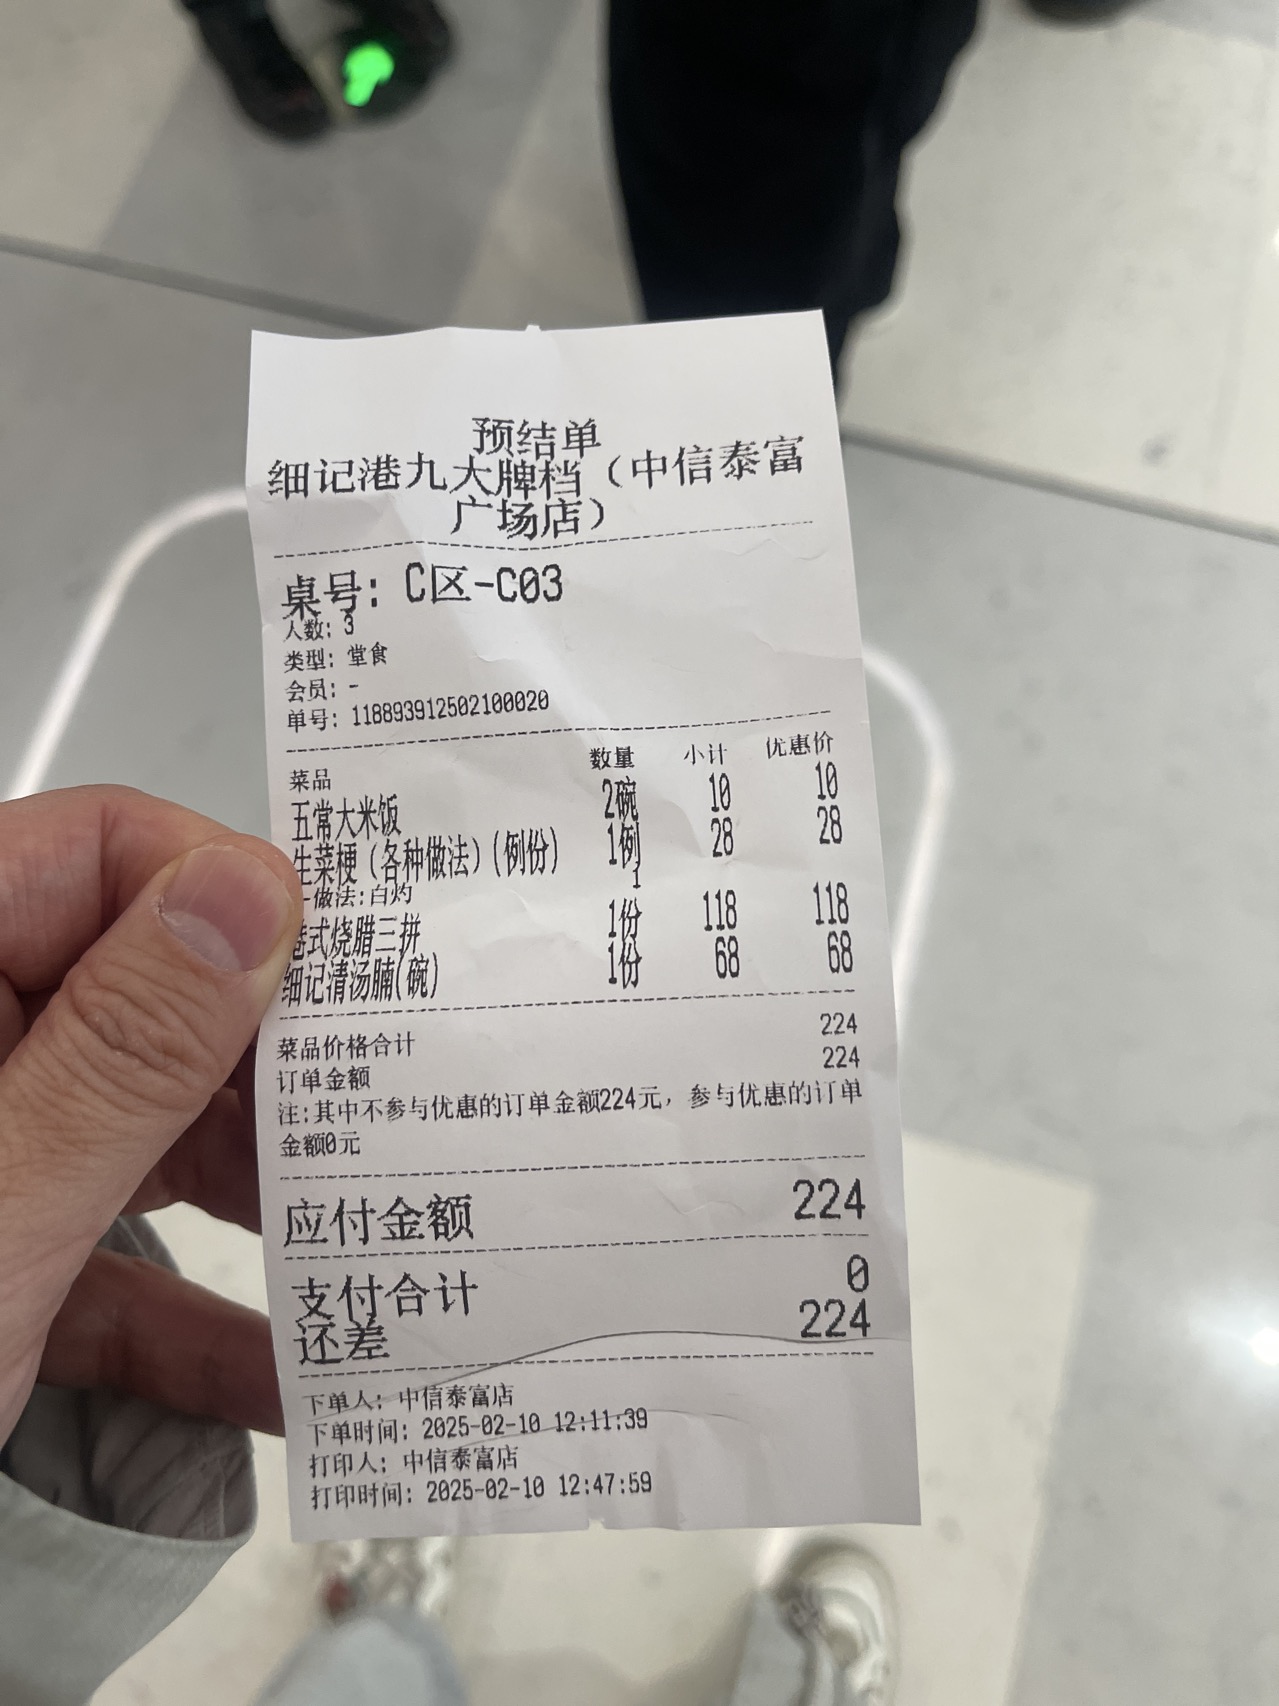 预结单
细记港九大牌档（中信泰富
广场店）
桌号: C区-C03
人数: 3
类型: 堂食
会员: -
单号: 118893912502100020
菜品 数量 小计 优惠价
五常大米饭 2碗 10 10
生菜梗（各种做法）(例份) 1例 28 28
1
-做法:白灼
港式烧腊三拼 1份 118 118
细记清汤腩(碗) 1份 68 68
菜品价格合计 224
订单金额 224
注:其中不参与优惠的订单金额224元，参与优惠的订单
金额0元
应付金额 224
支付合计 0
还差 224
下单人: 中信泰富店
下单时间: 2025-02-10 12:11:39
打印人: 中信泰富店
打印时间: 2025-02-10 12:47:59